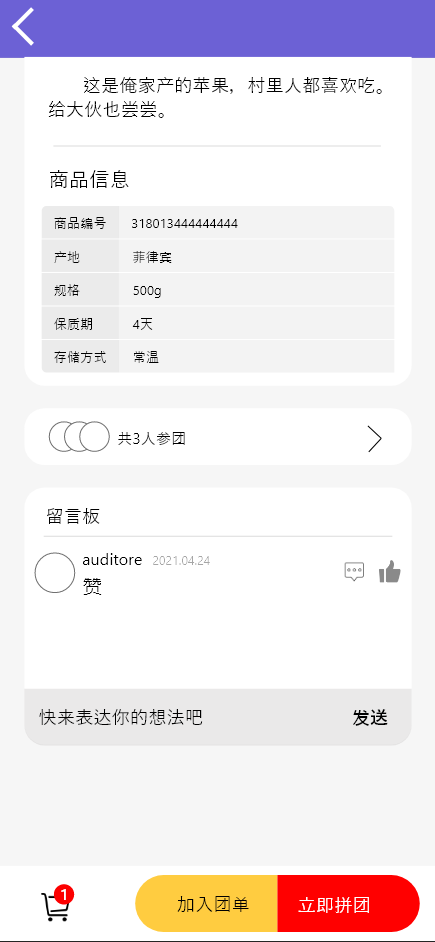 这是俺家产的苹果，村里人都喜欢吃。
给大伙也尝尝。
商品信息
商品编号 318013444444444
产地 菲律宾
规格 500g
保质期 4天
存储方式 常温
共3人参团
留言板
auditore 2021.04.24
赞
快来表达你的想法吧 发送
1
加入团单 立即拼团